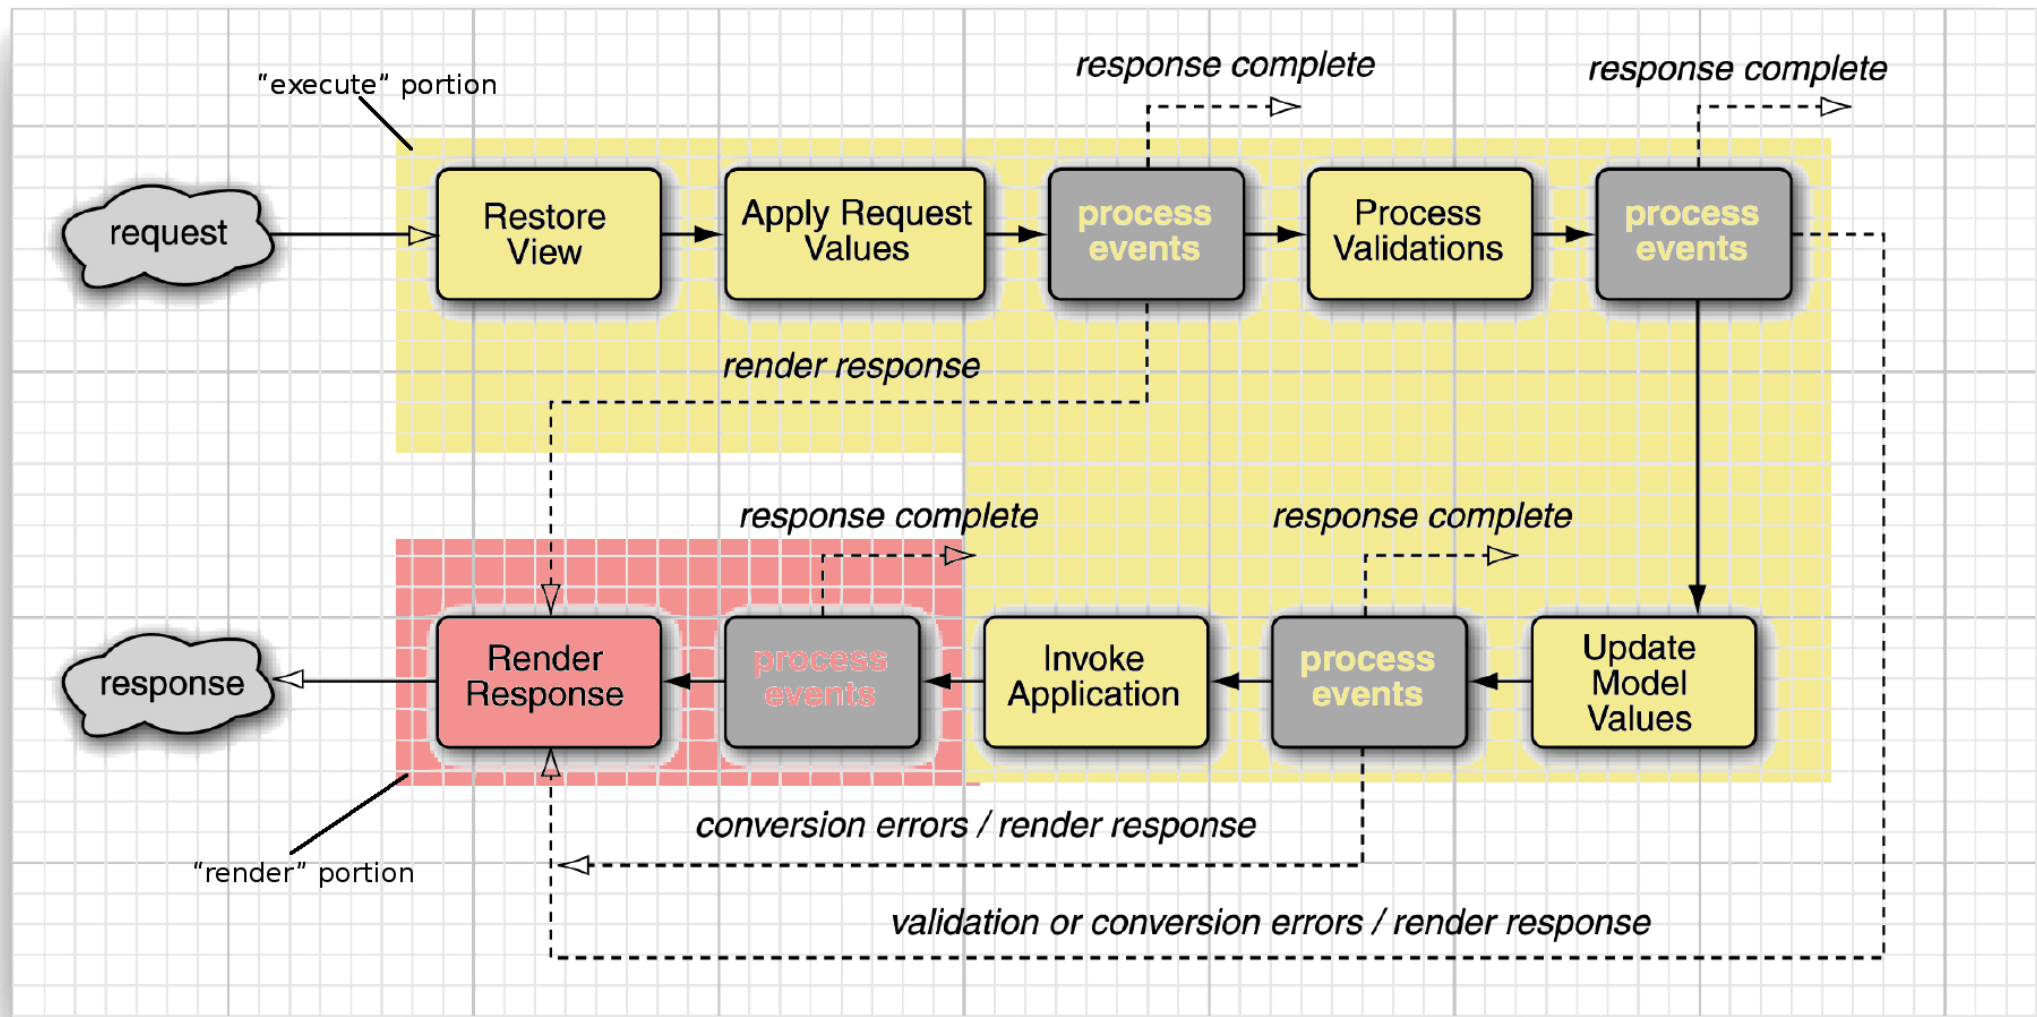 response complete
response complete
"execute" portion
request
Restore
View
Apply Request
Values
process
events
Process
Validations
process
events
render response
response complete
response complete
response
Render
Response
process
events
Invoke
Application
process
events
Update
Model
Values
conversion errors / render response
"render" portion
validation or conversion errors / render response